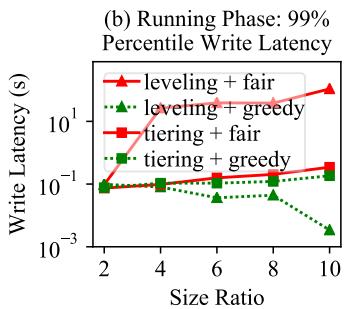 (b) Running Phase: 99%
Percentile Write Latency
Write Latency (s)
10^1
10^-1
10^-3
leveling + fair
leveling + greedy
tiering + fair
tiering + greedy
2 4 6 8 10
Size Ratio